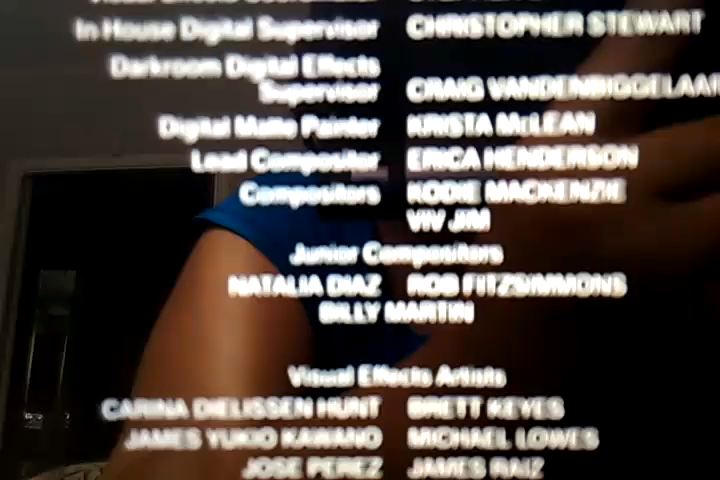 In House Digital Supervisor CHRISTOPHER STEWART
Darkroom Digital Effects
Supervisor CRAIG VANDENBIGGELAAR
Digital Matte Painter KRISTA McLEAN
Lead Compositor ERICA HENDERSON
Compositors KODIE MACKENZIE
VIV JIM
Junior Compositors
NATALIA DIAZ ROB FITZSIMMONS
BILLY MARTIN
Visual Effects Artists
CARINA DIELISSEN HUNT BRETT KEYES
JAMES YUKIO KAWANO MICHAEL LOWES
JOSE PEREZ JAMES RAIZ